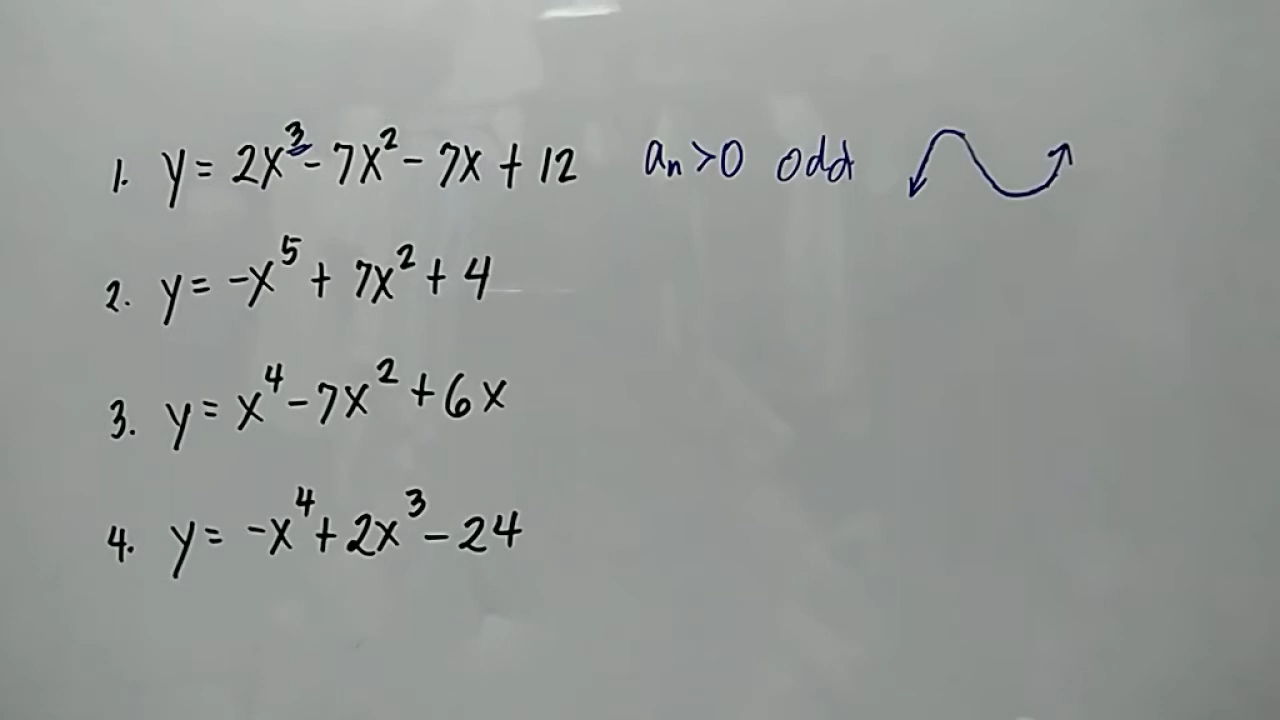 1. y = 2x³ - 7x² - 7x + 12 aₙ > 0 odd
2. y = -x⁵ + 7x² + 4
3. y = x⁴ - 7x² + 6x
4. y = -x⁴ + 2x³ - 24